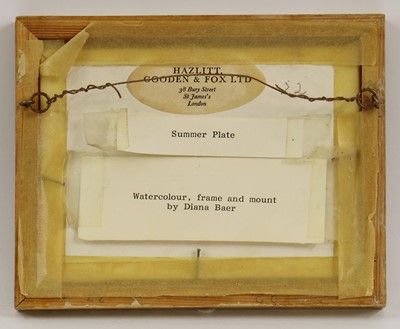 HAZLITT,
GOODEN & FOX LTD
38 Bury Street
St James's
London
Summer Plate
Watercolour, frame and mount
by Diana Baer